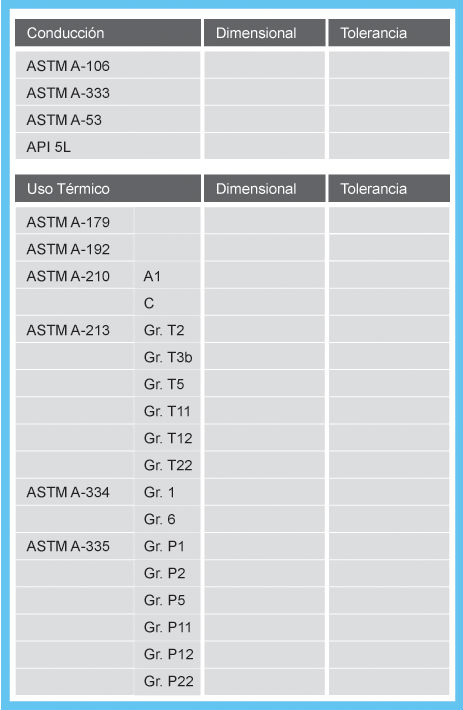 Conducción Dimensional Tolerancia
ASTM A-106
ASTM A-333
ASTM A-53
API 5L
Uso Térmico Dimensional Tolerancia
ASTM A-179
ASTM A-192
ASTM A-210 A1
C
ASTM A-213 Gr. T2
Gr. T3b
Gr. T5
Gr. T11
Gr. T12
Gr. T22
ASTM A-334 Gr. 1
Gr. 6
ASTM A-335 Gr. P1
Gr. P2
Gr. P5
Gr. P11
Gr. P12
Gr. P22